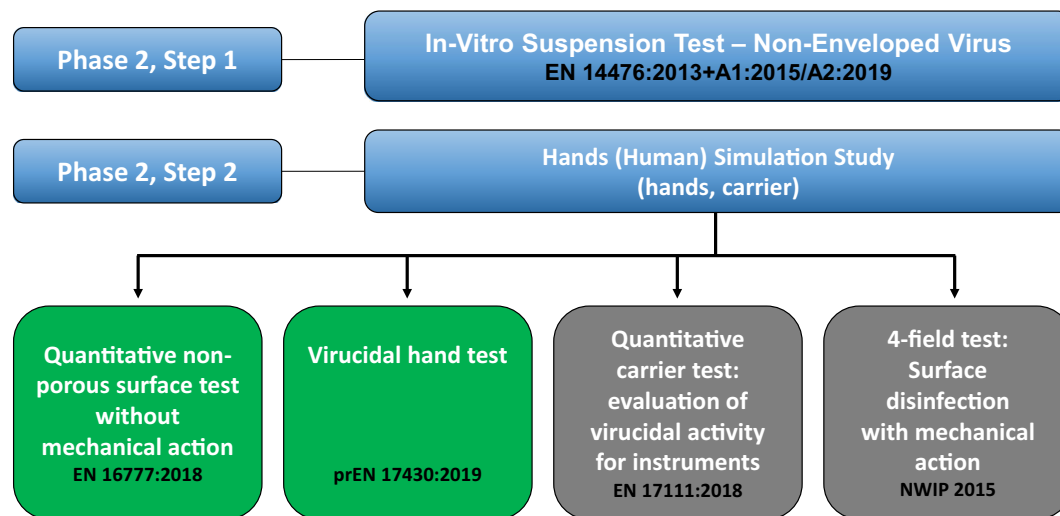 Phase 2, Step 1
In-Vitro Suspension Test – Non-Enveloped Virus
EN 14476:2013+A1:2015/A2:2019
Phase 2, Step 2
Hands (Human) Simulation Study
(hands, carrier)
Quantitative non-
porous surface test
without
mechanical action
EN 16777:2018
Virucidal hand test
prEN 17430:2019
Quantitative
carrier test:
evaluation of
virucidal activity
for instruments
EN 17111:2018
4-field test:
Surface
disinfection
with mechanical
action
NWIP 2015